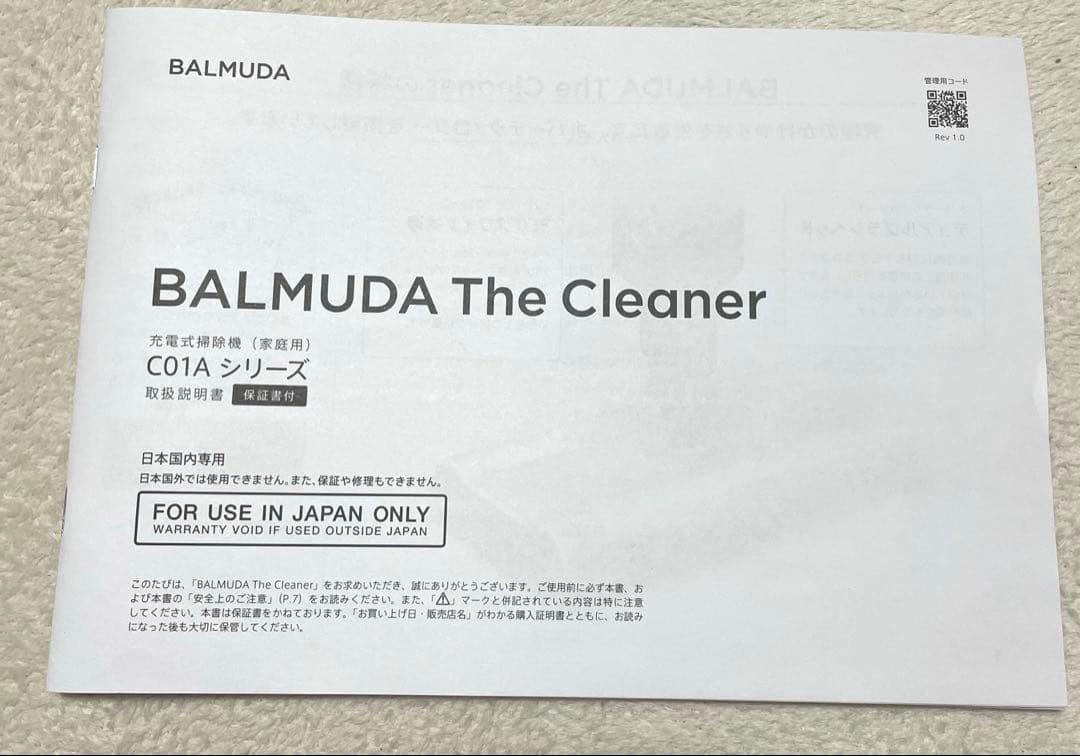 BALMUDA
管理用コード
Rev 1.0
BALMUDA The Cleaner
充電式掃除機（家庭用）
C01A シリーズ
取扱説明書 保証書付
日本国内専用
日本国外では使用できません。また、保証や修理もできません。
FOR USE IN JAPAN ONLY
WARRANTY VOID IF USED OUTSIDE JAPAN
このたびは、「BALMUDA The Cleaner」をお求めいただき、誠にありがとうございます。ご使用前に必ず本書、お
よび本書の「安全上のご注意」（P.7）をお読みください。また、「⚠」マークと併記されている内容は特に注意
してください。本書は保証書をかねております。「お買い上げ日・販売店名」がわかる購入証明書とともに、お読み
になった後も大切に保管してください。